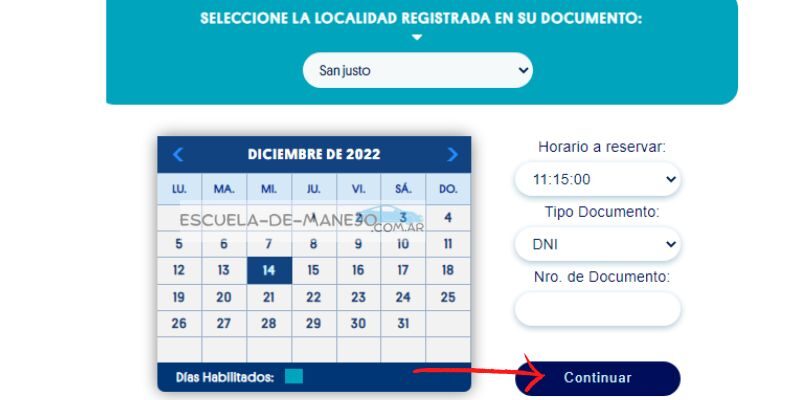 SELECCIONE LA LOCALIDAD REGISTRADA EN SU DOCUMENTO:
San justo
DICIEMBRE DE 2022
LU. MA. MI. JU. VI. SÁ. DO.
1 2 3 4
ESCUELA-DE-MANEJO
.COM.AR
5 6 7 8 9 10 11
12 13 14 15 16 17 18
19 20 21 22 23 24 25
26 27 28 29 30 31
Días Habilitados:
Horario a reservar:
11:15:00
Tipo Documento:
DNI
Nro. de Documento:
Continuar